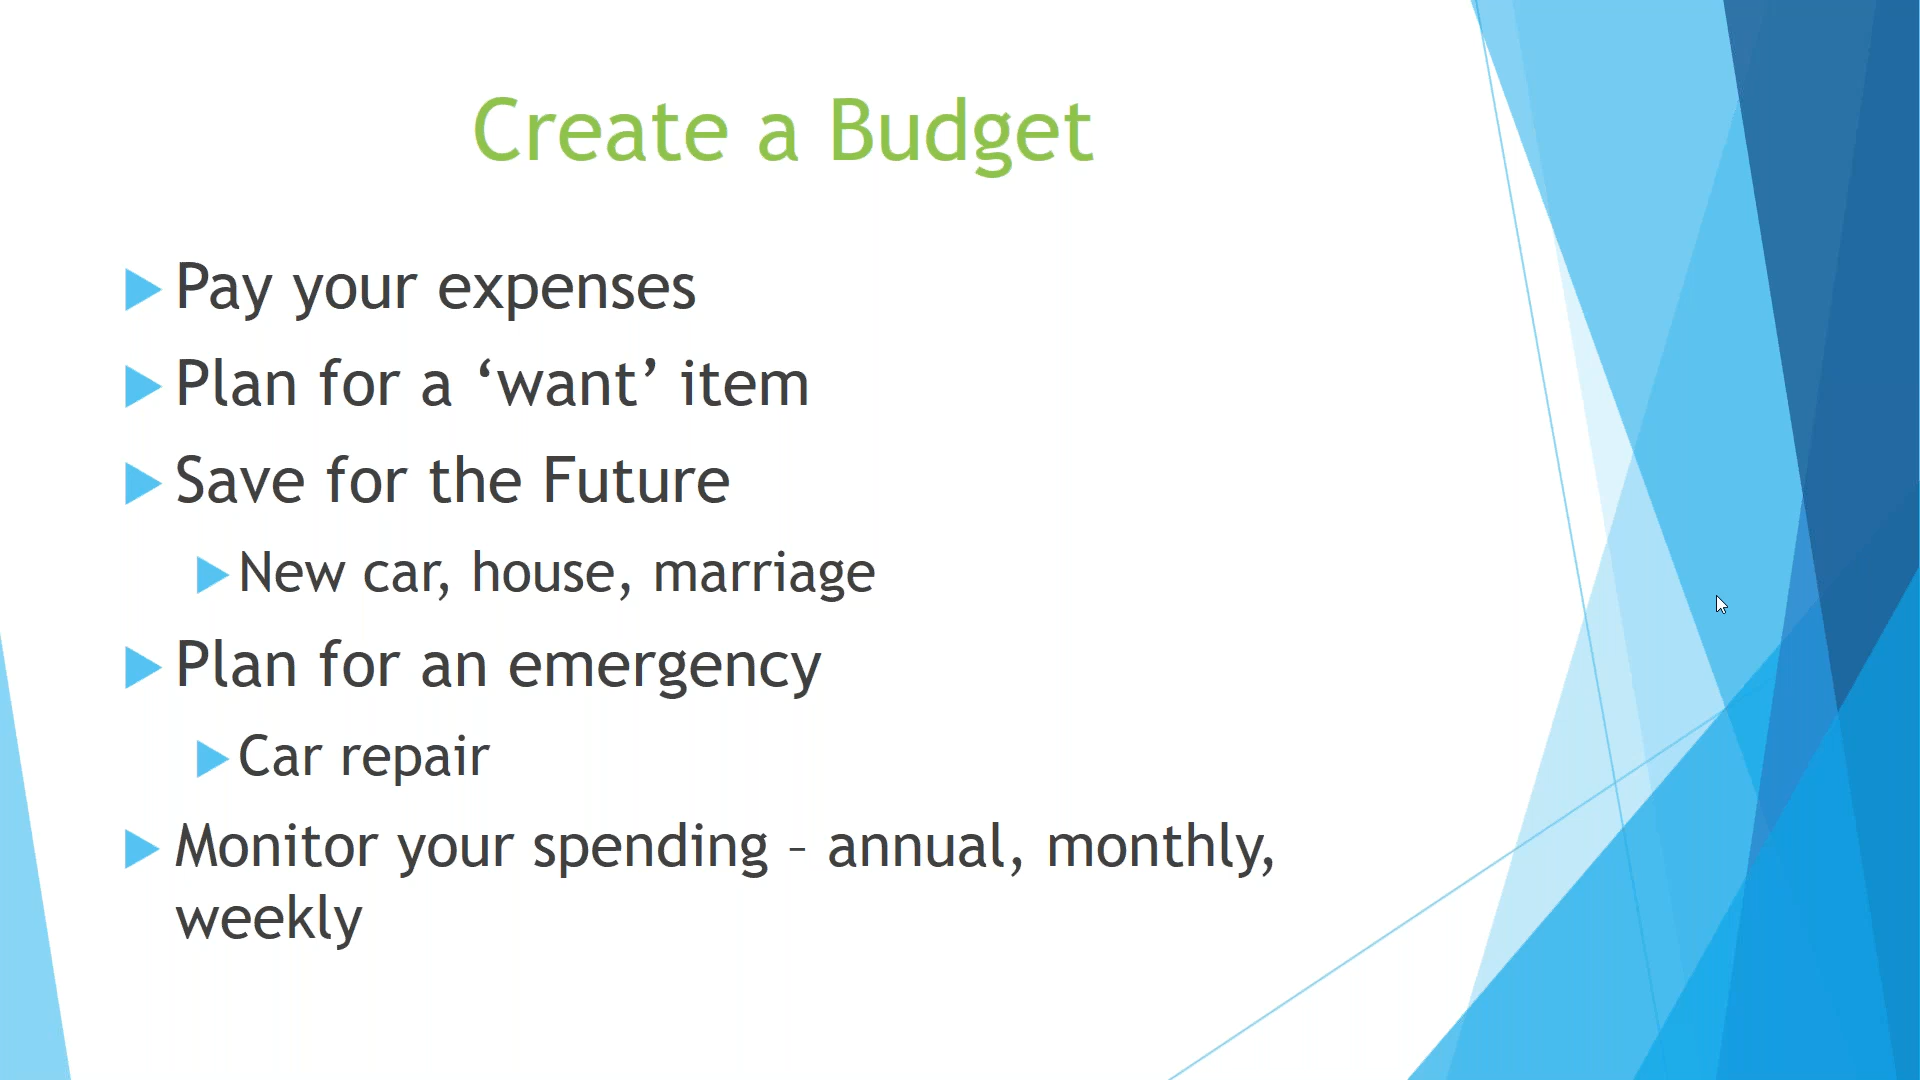 Create a Budget
Pay your expenses
Plan for a ‘want’ item
Save for the Future
New car, house, marriage
Plan for an emergency
Car repair
Monitor your spending – annual, monthly,
weekly